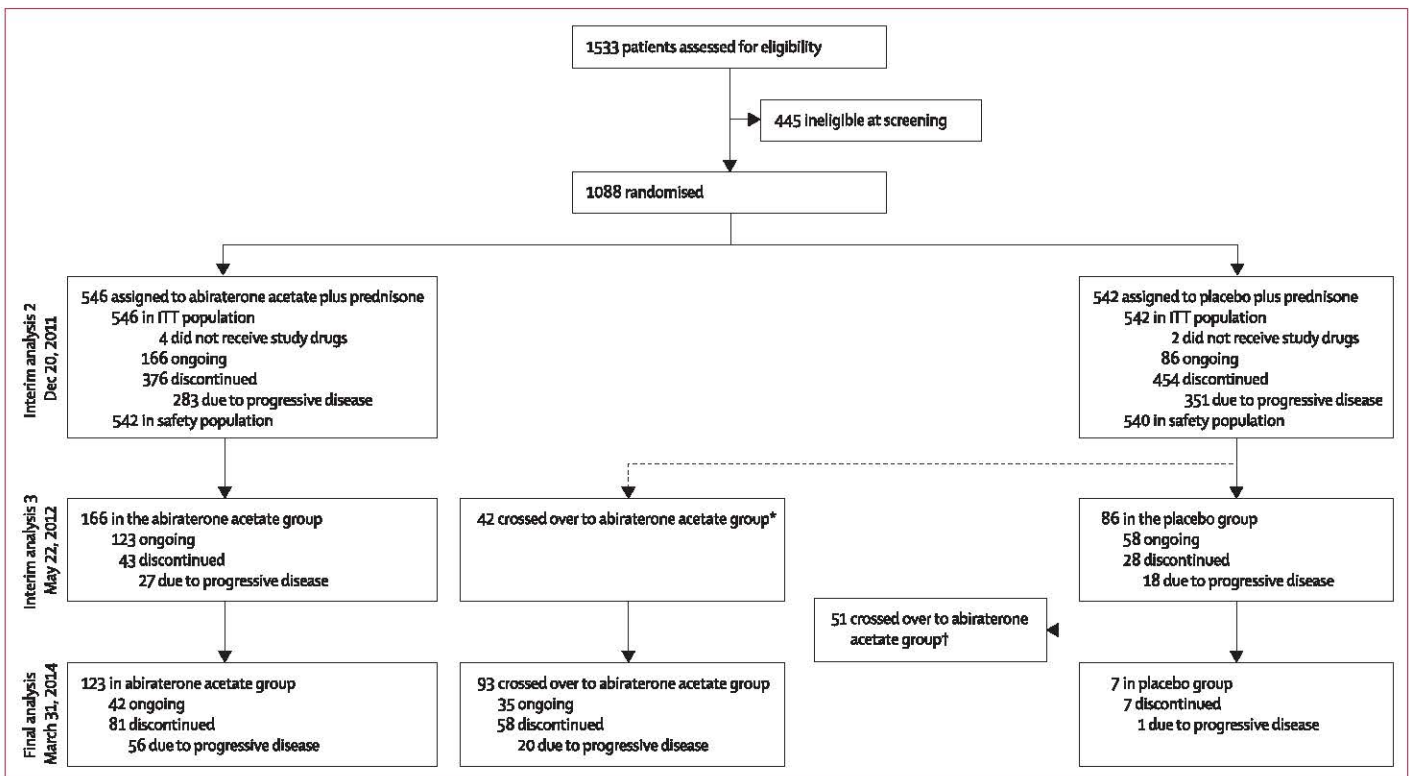 1533 patients assessed for eligibility
445 ineligible at screening
1088 randomised
Interim analysis 2
Dec 20, 2011
546 assigned to abiraterone acetate plus prednisone
546 in ITT population
4 did not receive study drugs
166 ongoing
376 discontinued
283 due to progressive disease
542 in safety population
542 assigned to placebo plus prednisone
542 in ITT population
2 did not receive study drugs
86 ongoing
454 discontinued
351 due to progressive disease
540 in safety population
Interim analysis 3
May 22, 2012
166 in the abiraterone acetate group
123 ongoing
43 discontinued
27 due to progressive disease
42 crossed over to abiraterone acetate group*
86 in the placebo group
58 ongoing
28 discontinued
18 due to progressive disease
51 crossed over to abiraterone
acetate group†
Final analysis
March 31, 2014
123 in abiraterone acetate group
42 ongoing
81 discontinued
56 due to progressive disease
93 crossed over to abiraterone acetate group
35 ongoing
58 discontinued
20 due to progressive disease
7 in placebo group
7 discontinued
1 due to progressive disease